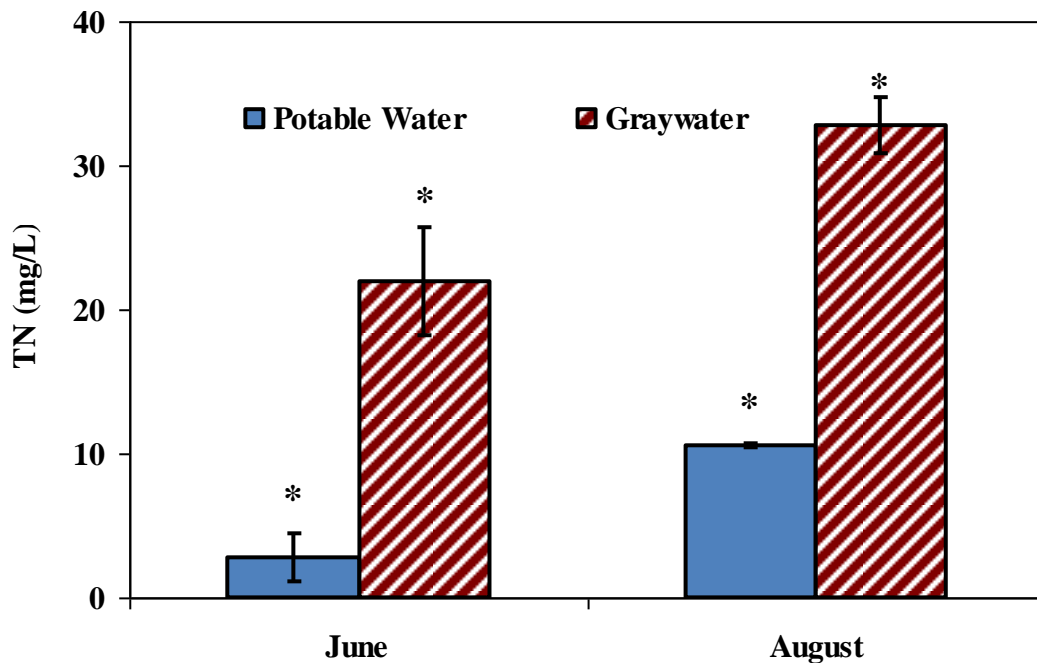 40
30
20
10
0
TN (mg/L)
Potable Water
Graywater
*
*
*
*
June
August